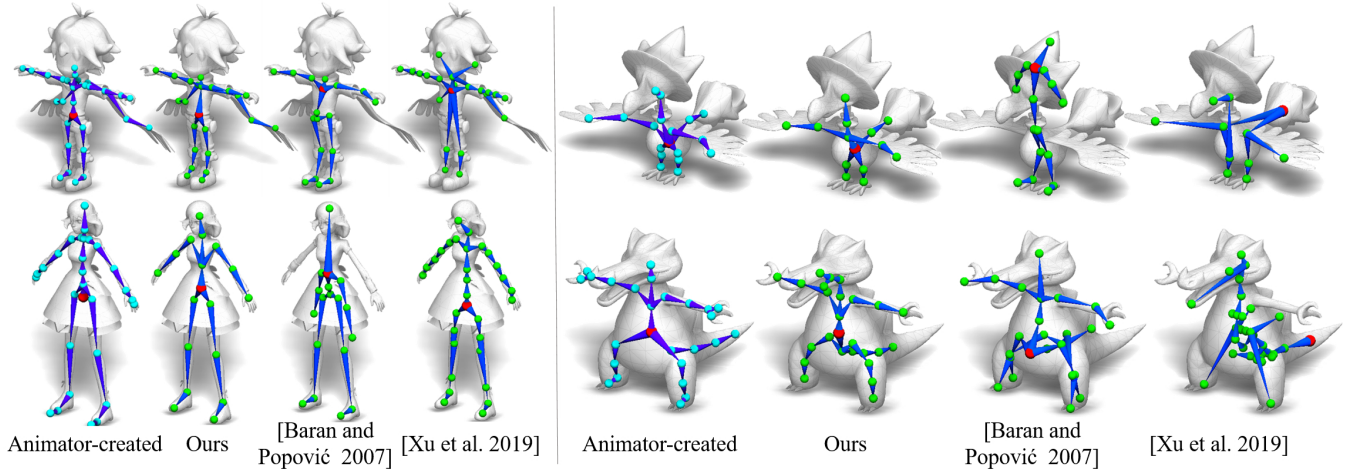 Animator-created
Ours
[Baran and
Popović 2007]
[Xu et al. 2019]
Animator-created
Ours
[Baran and
Popović 2007]
[Xu et al. 2019]